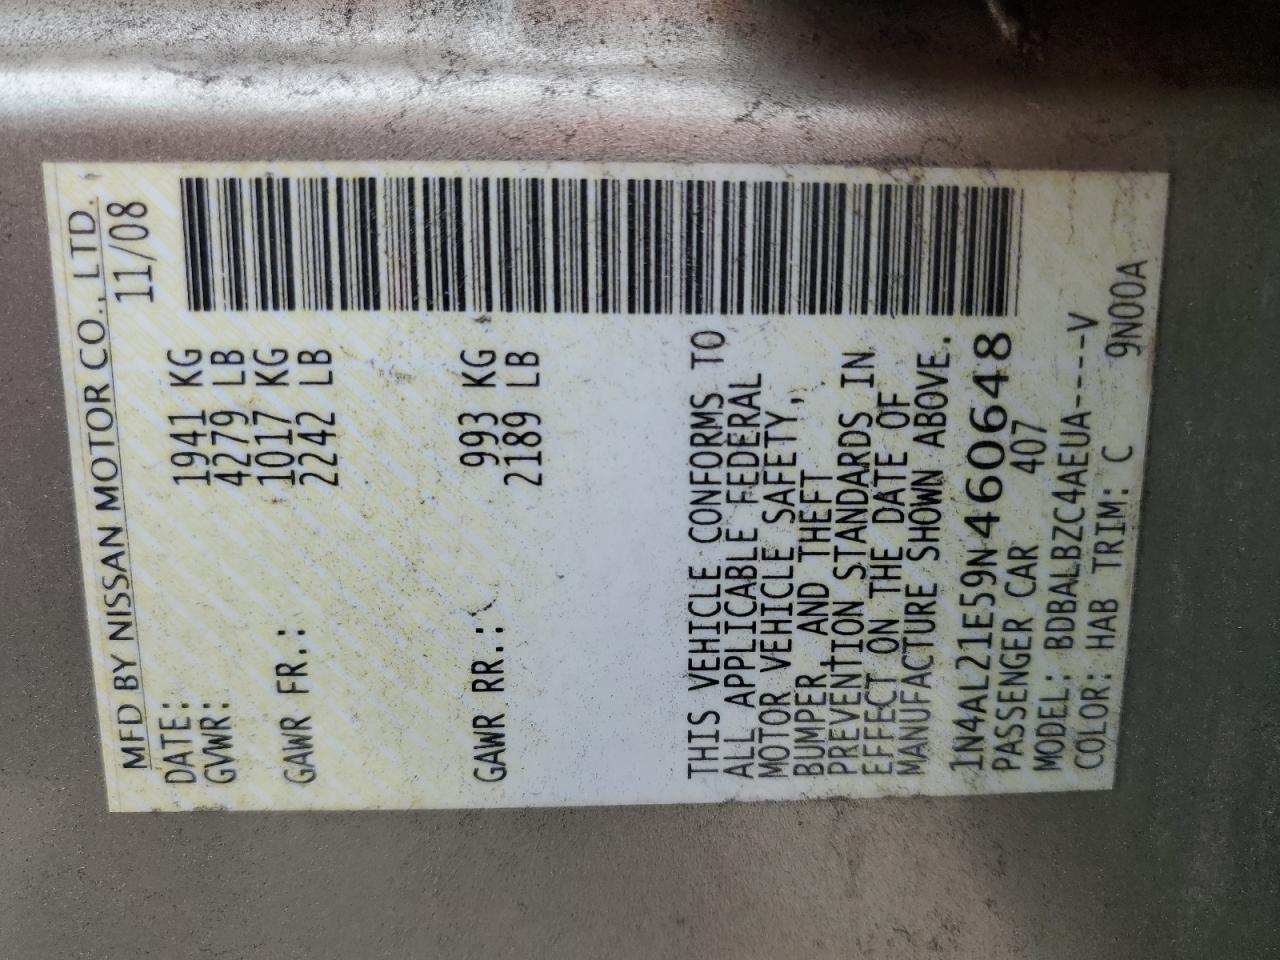 MFD BY NISSAN MOTOR CO., LTD.
DATE: 11/08
GVWR: 1941 KG
4279 LB
GAWR FR.: 1017 KG
2242 LB
GAWR RR.: 993 KG
2189 LB
THIS VEHICLE CONFORMS TO
ALL APPLICABLE FEDERAL
MOTOR VEHICLE SAFETY,
BUMPER, AND THEFT
PREVENTION STANDARDS IN
EFFECT ON THE DATE OF
MANUFACTURE SHOWN ABOVE.
1N4AL21E59N460648
PASSENGER CAR 407
MODEL: BDBALBZC4AEUA----V
COLOR: HAB TRIM: C 9N00A